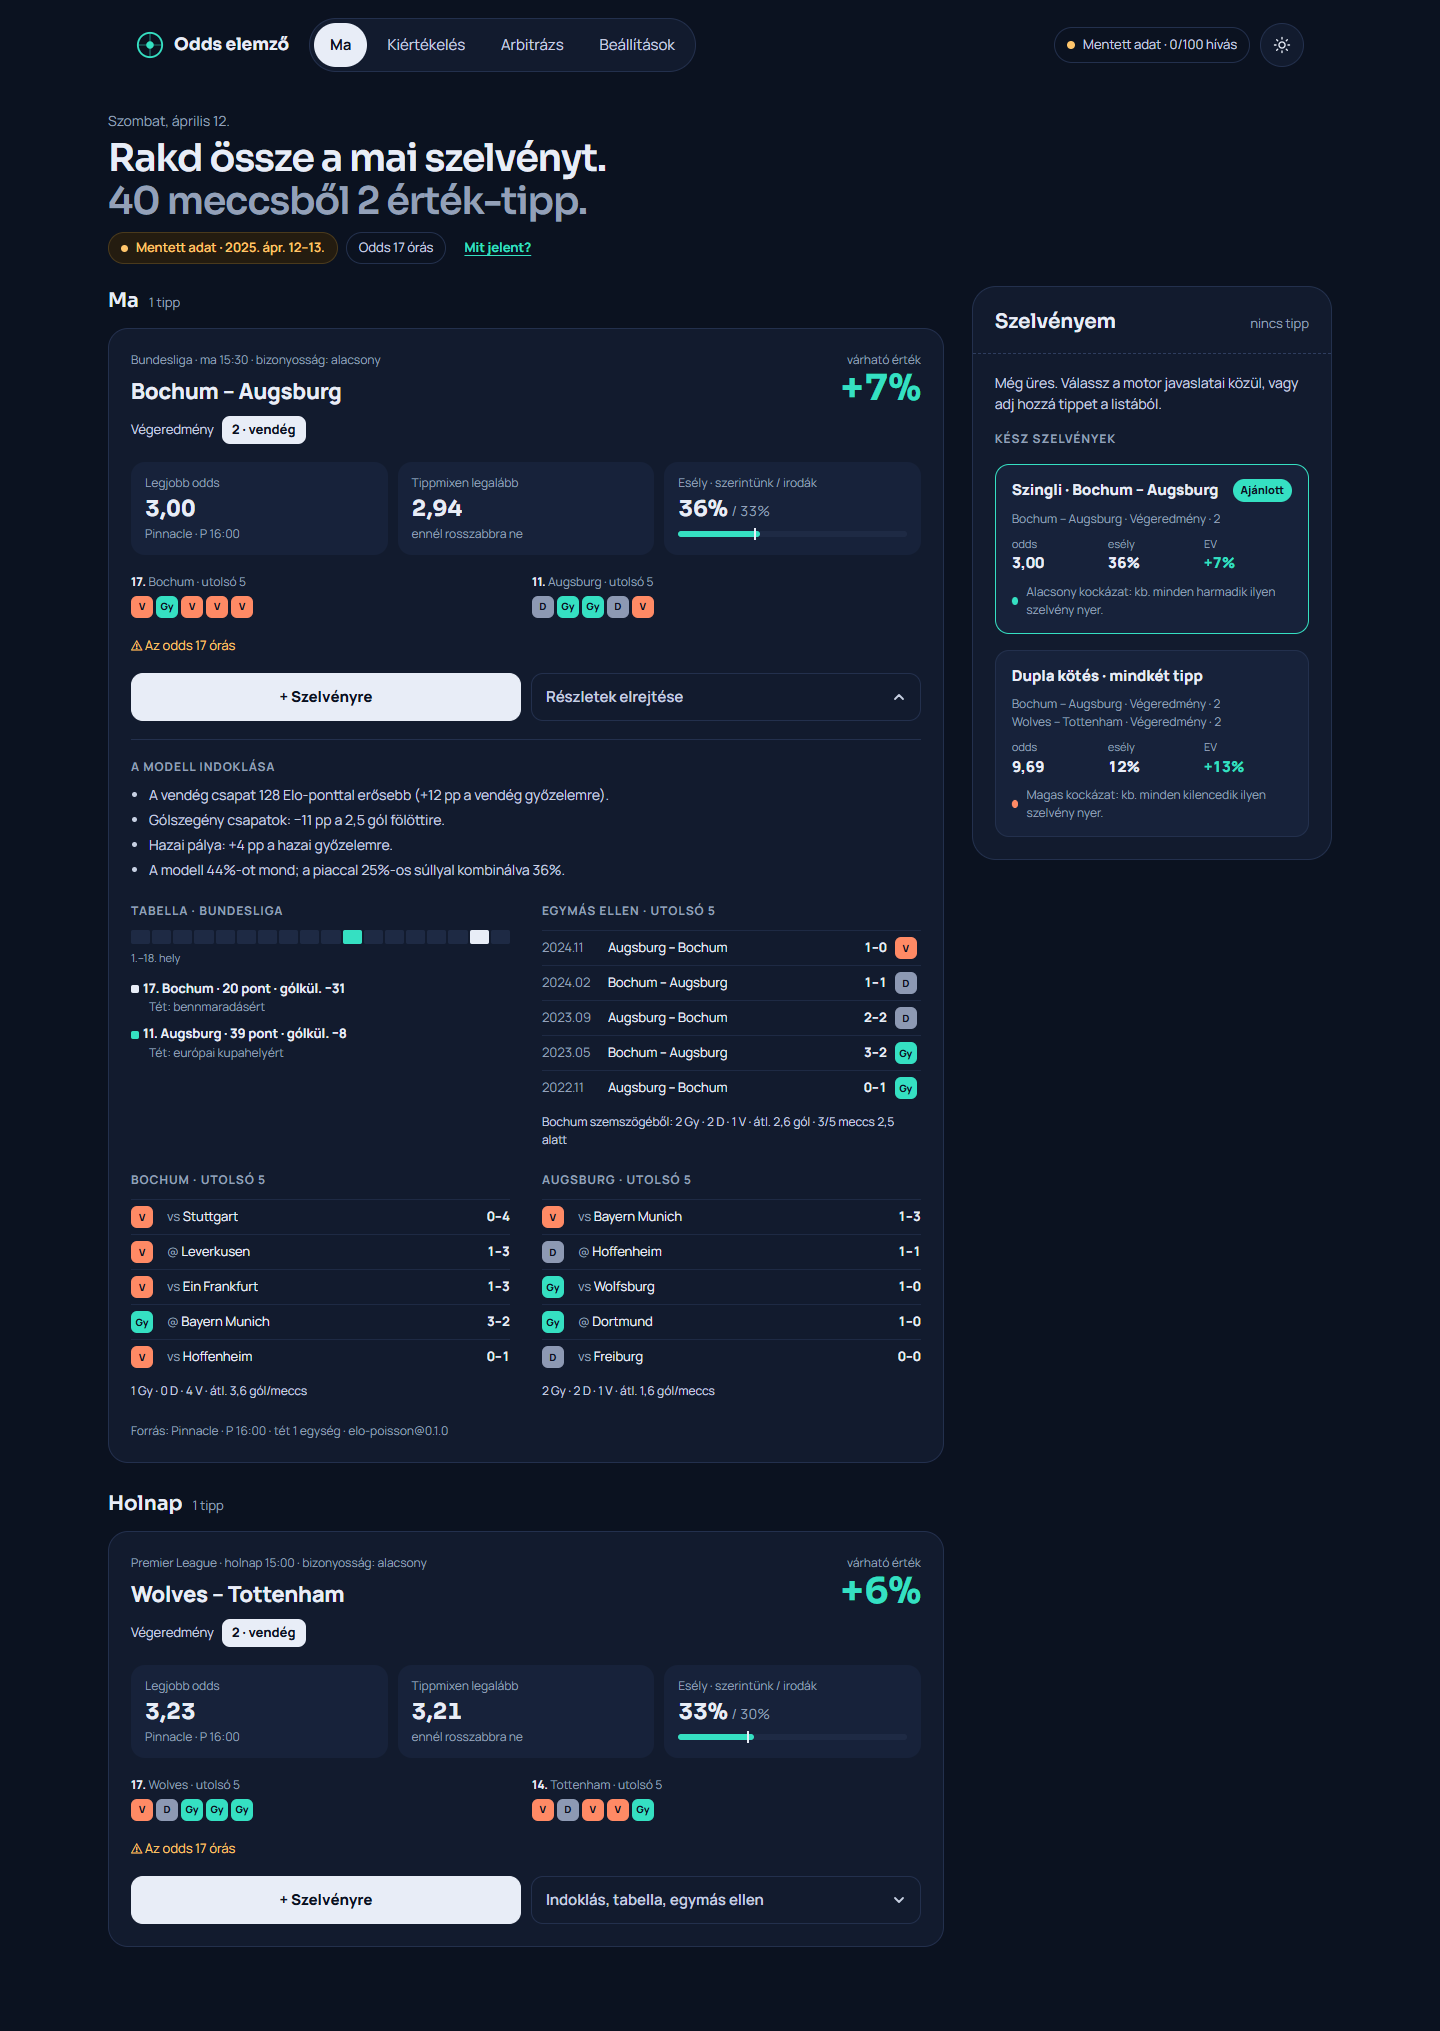 Odds elemző
Ma
Kiértékelés
Arbitrázs
Beállítások
Mentett adat · 0/100 hívás
Szombat, április 12.
Rakd össze a mai szelvényt.
40 meccsből 2 érték-tipp.
Mentett adat · 2025. ápr. 12–13.
Odds 17 órás
Mit jelent?
Ma 1 tipp
Bundesliga · ma 15:30 · bizonyosság: alacsony
Bochum – Augsburg
Végeredmény 2 · vendég
várható érték
+7%
Legjobb odds
3,00
Pinnacle · P 16:00
Tippmixen legalább
2,94
ennél rosszabbra ne
Esély · szerintünk / irodák
36% / 33%
17. Bochum · utolsó 5
V Gy V V V
11. Augsburg · utolsó 5
D Gy Gy D V
⚠ Az odds 17 órás
+ Szelvényre
Részletek elrejtése
A MODELL INDOKLÁSA
• A vendég csapat 128 Elo-ponttal erősebb (+12 pp a vendég győzelemre).
• Gólszegény csapatok: −11 pp a 2,5 gól fölöttire.
• Hazai pálya: +4 pp a hazai győzelemre.
• A modell 44%-ot mond; a piaccal 25%-os súllyal kombinálva 36%.
TABELLA · BUNDESLIGA
1.–18. hely
17. Bochum · 20 pont · gólkül. −31
Tét: bennmaradásért
11. Augsburg · 39 pont · gólkül. −8
Tét: európai kupahelyért
EGYMÁS ELLEN · UTOLSÓ 5
2024.11 Augsburg – Bochum 1–0 V
2024.02 Bochum – Augsburg 1–1 D
2023.09 Augsburg – Bochum 2–2 D
2023.05 Bochum – Augsburg 3–2 Gy
2022.11 Augsburg – Bochum 0–1 Gy
Bochum szemszögéből: 2 Gy · 2 D · 1 V · átl. 2,6 gól · 3/5 meccs 2,5
alatt
BOCHUM · UTOLSÓ 5
V vs Stuttgart 0–4
V @ Leverkusen 1–3
V vs Ein Frankfurt 1–3
Gy @ Bayern Munich 3–2
V vs Hoffenheim 0–1
1 Gy · 0 D · 4 V · átl. 3,6 gól/meccs
AUGSBURG · UTOLSÓ 5
V vs Bayern Munich 1–3
D @ Hoffenheim 1–1
Gy vs Wolfsburg 1–0
Gy @ Dortmund 1–0
D vs Freiburg 0–0
2 Gy · 2 D · 1 V · átl. 1,6 gól/meccs
Forrás: Pinnacle · P 16:00 · tét 1 egység · elo-poisson@0.1.0
Holnap 1 tipp
Premier League · holnap 15:00 · bizonyosság: alacsony
Wolves – Tottenham
Végeredmény 2 · vendég
várható érték
+6%
Legjobb odds
3,23
Pinnacle · P 16:00
Tippmixen legalább
3,21
ennél rosszabbra ne
Esély · szerintünk / irodák
33% / 30%
17. Wolves · utolsó 5
V D Gy Gy Gy
14. Tottenham · utolsó 5
V D V V Gy
⚠ Az odds 17 órás
+ Szelvényre
Indoklás, tabella, egymás ellen
Szelvényem
nincs tipp
Még üres. Válassz a motor javaslatai közül, vagy
adj hozzá tippet a listából.
KÉSZ SZELVÉNYEK
Szingli · Bochum – Augsburg
Ajánlott
Bochum – Augsburg · Végeredmény · 2
odds esély EV
3,00 36% +7%
Alacsony kockázat: kb. minden harmadik ilyen
szelvény nyer.
Dupla kötés · mindkét tipp
Bochum – Augsburg · Végeredmény · 2
Wolves – Tottenham · Végeredmény · 2
odds esély EV
9,69 12% +13%
Magas kockázat: kb. minden kilencedik ilyen
szelvény nyer.